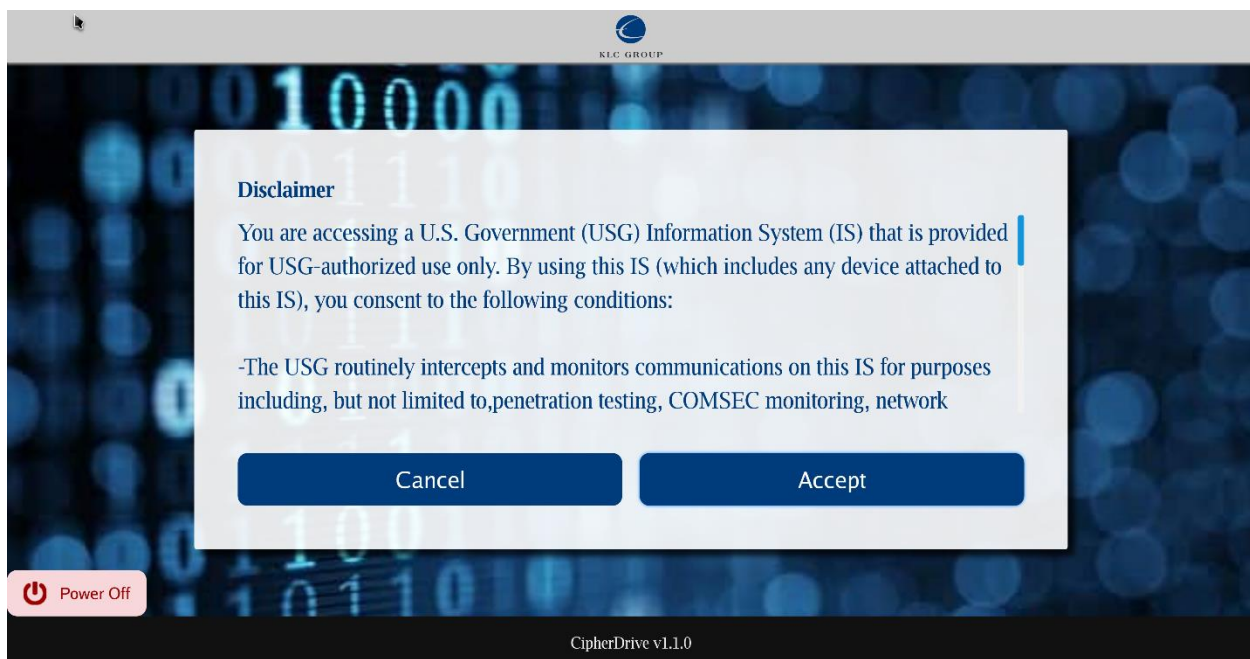 KLC GROUP
Disclaimer
You are accessing a U.S. Government (USG) Information System (IS) that is provided
for USG-authorized use only. By using this IS (which includes any device attached to
this IS), you consent to the following conditions:
-The USG routinely intercepts and monitors communications on this IS for purposes
including, but not limited to,penetration testing, COMSEC monitoring, network
Cancel
Accept
Power Off
CipherDrive v1.1.0